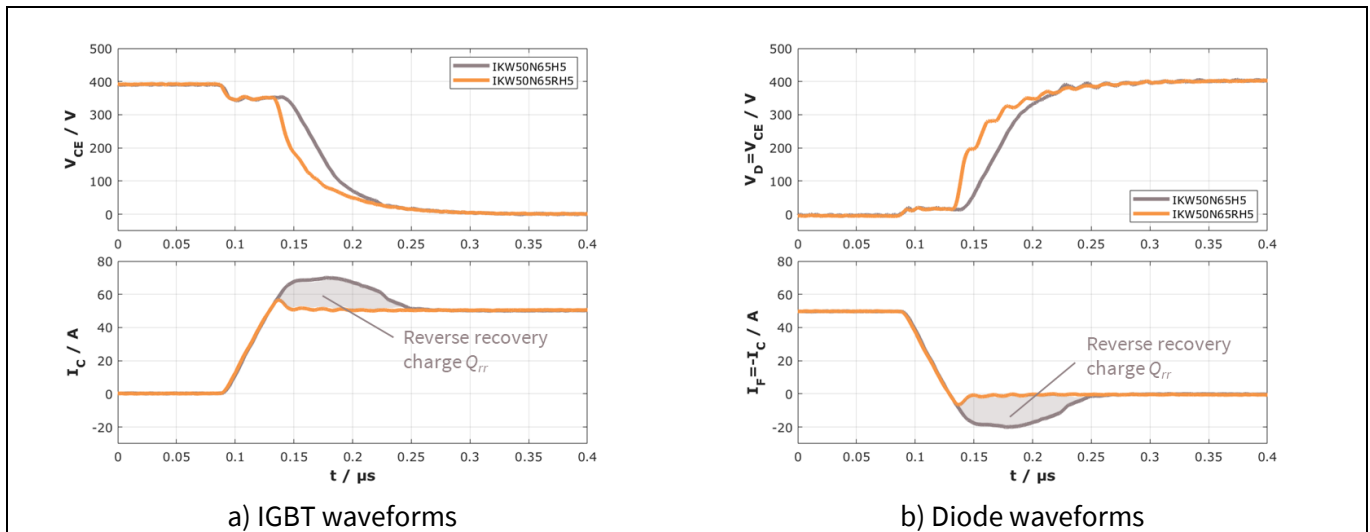 500
400
300
200
100
0
V_CE / V
IKW50N65H5
IKW50N65RH5
0 0.05 0.1 0.15 0.2 0.25 0.3 0.35 0.4
80
60
40
20
0
-20
I_C / A
Reverse recovery
charge Q_rr
0 0.05 0.1 0.15 0.2 0.25 0.3 0.35 0.4
t / µs
a) IGBT waveforms
500
400
300
200
100
0
V_D=V_CE / V
IKW50N65H5
IKW50N65RH5
0 0.05 0.1 0.15 0.2 0.25 0.3 0.35 0.4
60
40
20
0
-20
-40
I_F=-I_C / A
Reverse recovery
charge Q_rr
0 0.05 0.1 0.15 0.2 0.25 0.3 0.35 0.4
t / µs
b) Diode waveforms